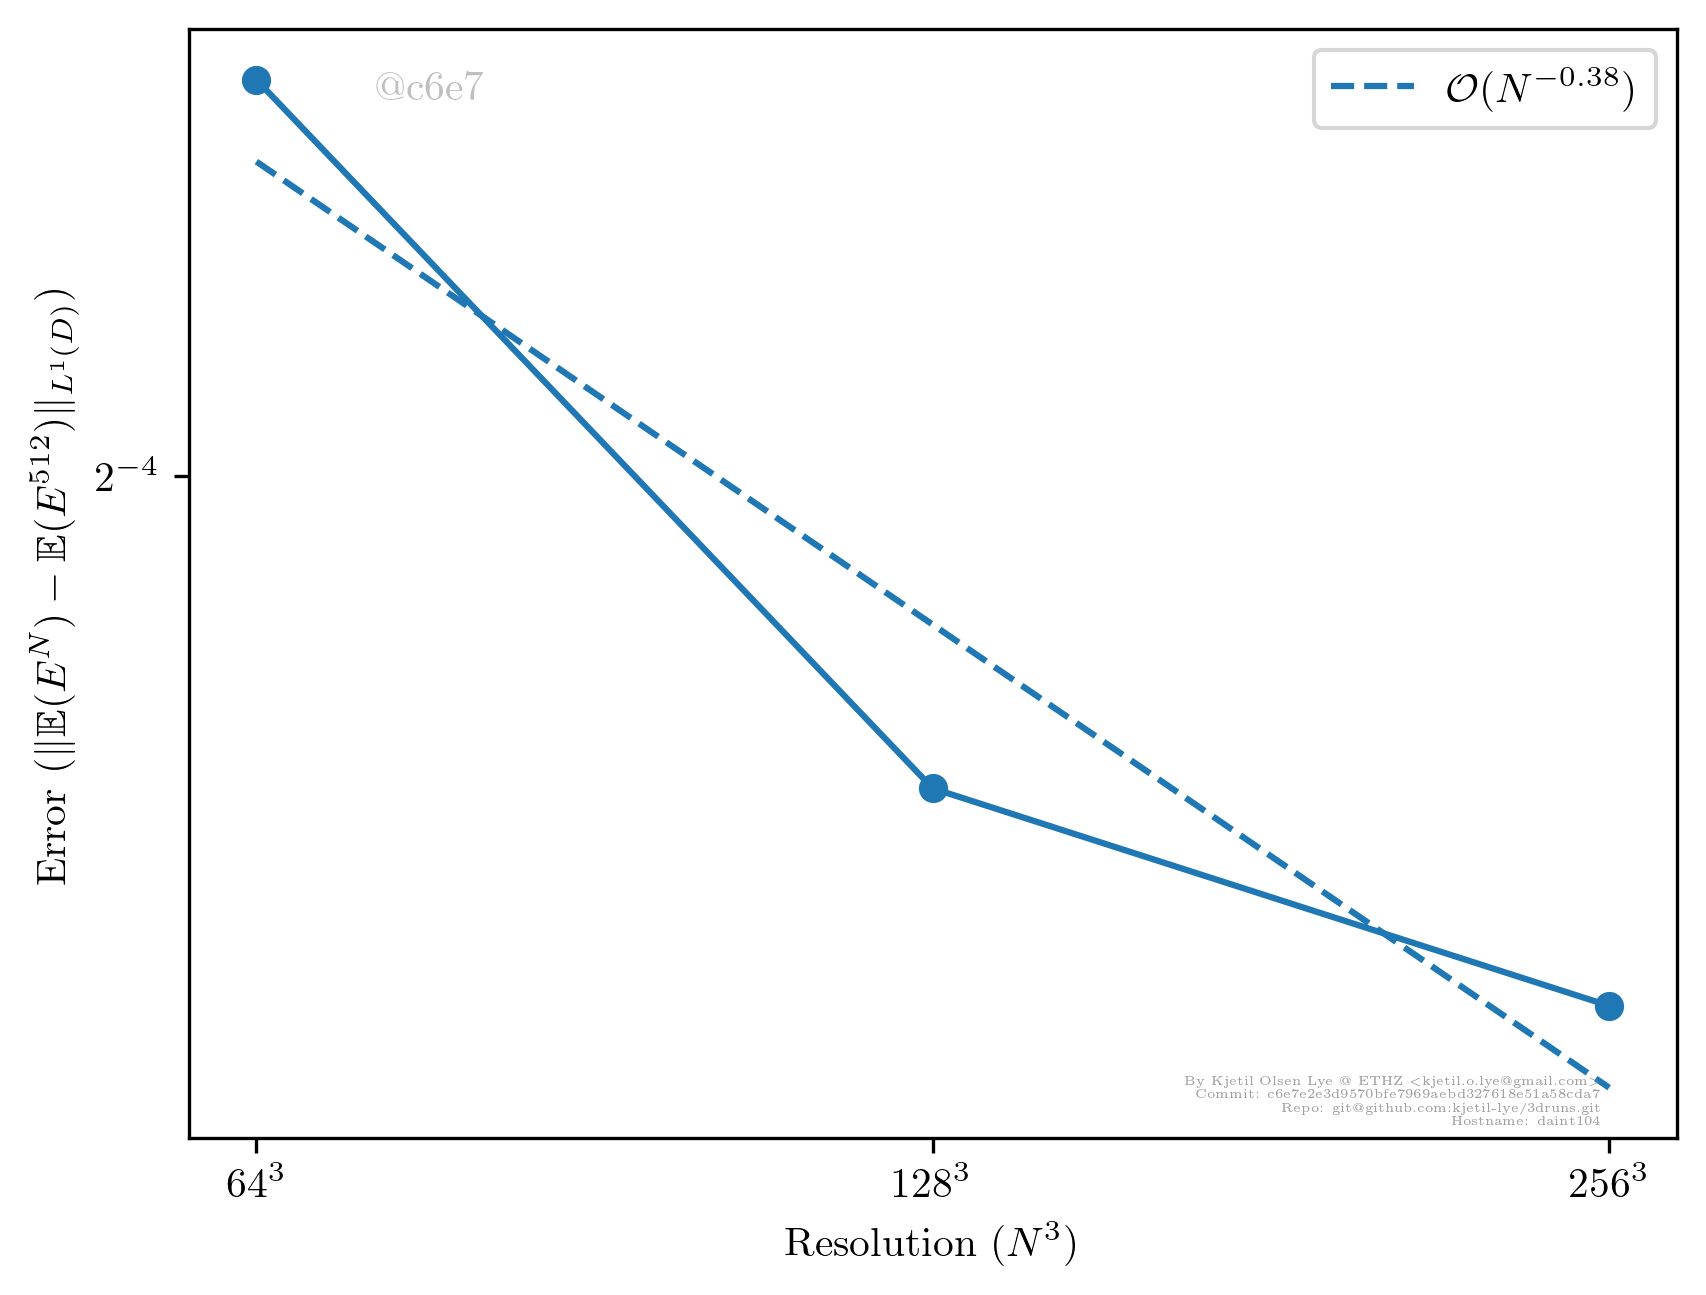 @c6e7
𝒪(N^{-0.38})
Error (‖𝔼(E^N) − 𝔼(E^{512})‖_{L^1(D)})
2^{-4}
64^3 128^3 256^3
Resolution (N^3)
By Kjetil Olsen Lye @ ETHZ <kjetil.o.lye@gmail.com>
Commit: c6e7e2e3d9570bfe7969aebd327618e51a58cda7
Repo: git@github.com:kjetil-lye/3druns.git
Hostname: daint104